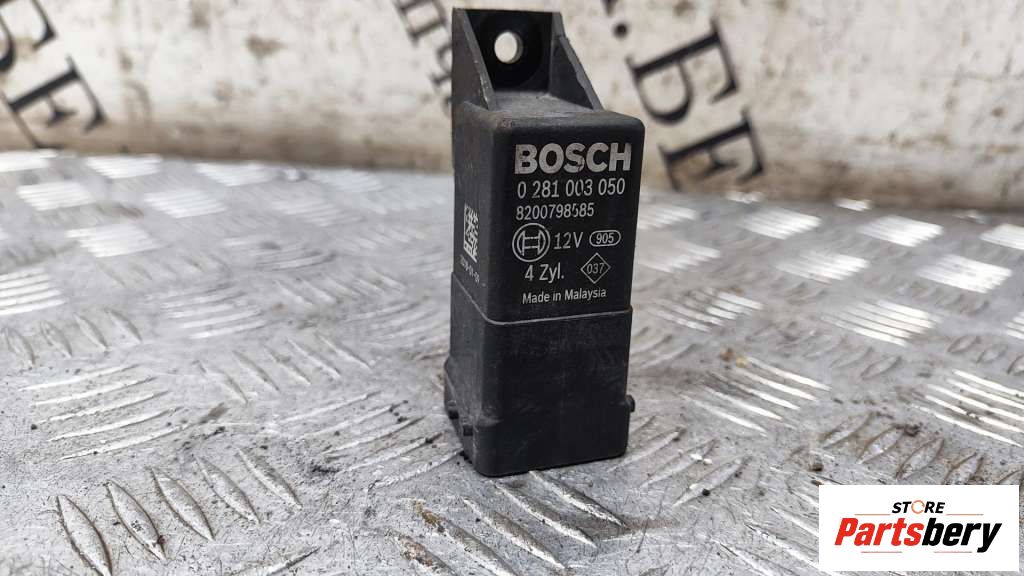 BOSCH
0 281 003 050
8200798585
12V 905
4 Zyl. 037
Made in Malaysia
STORE
Partsbery